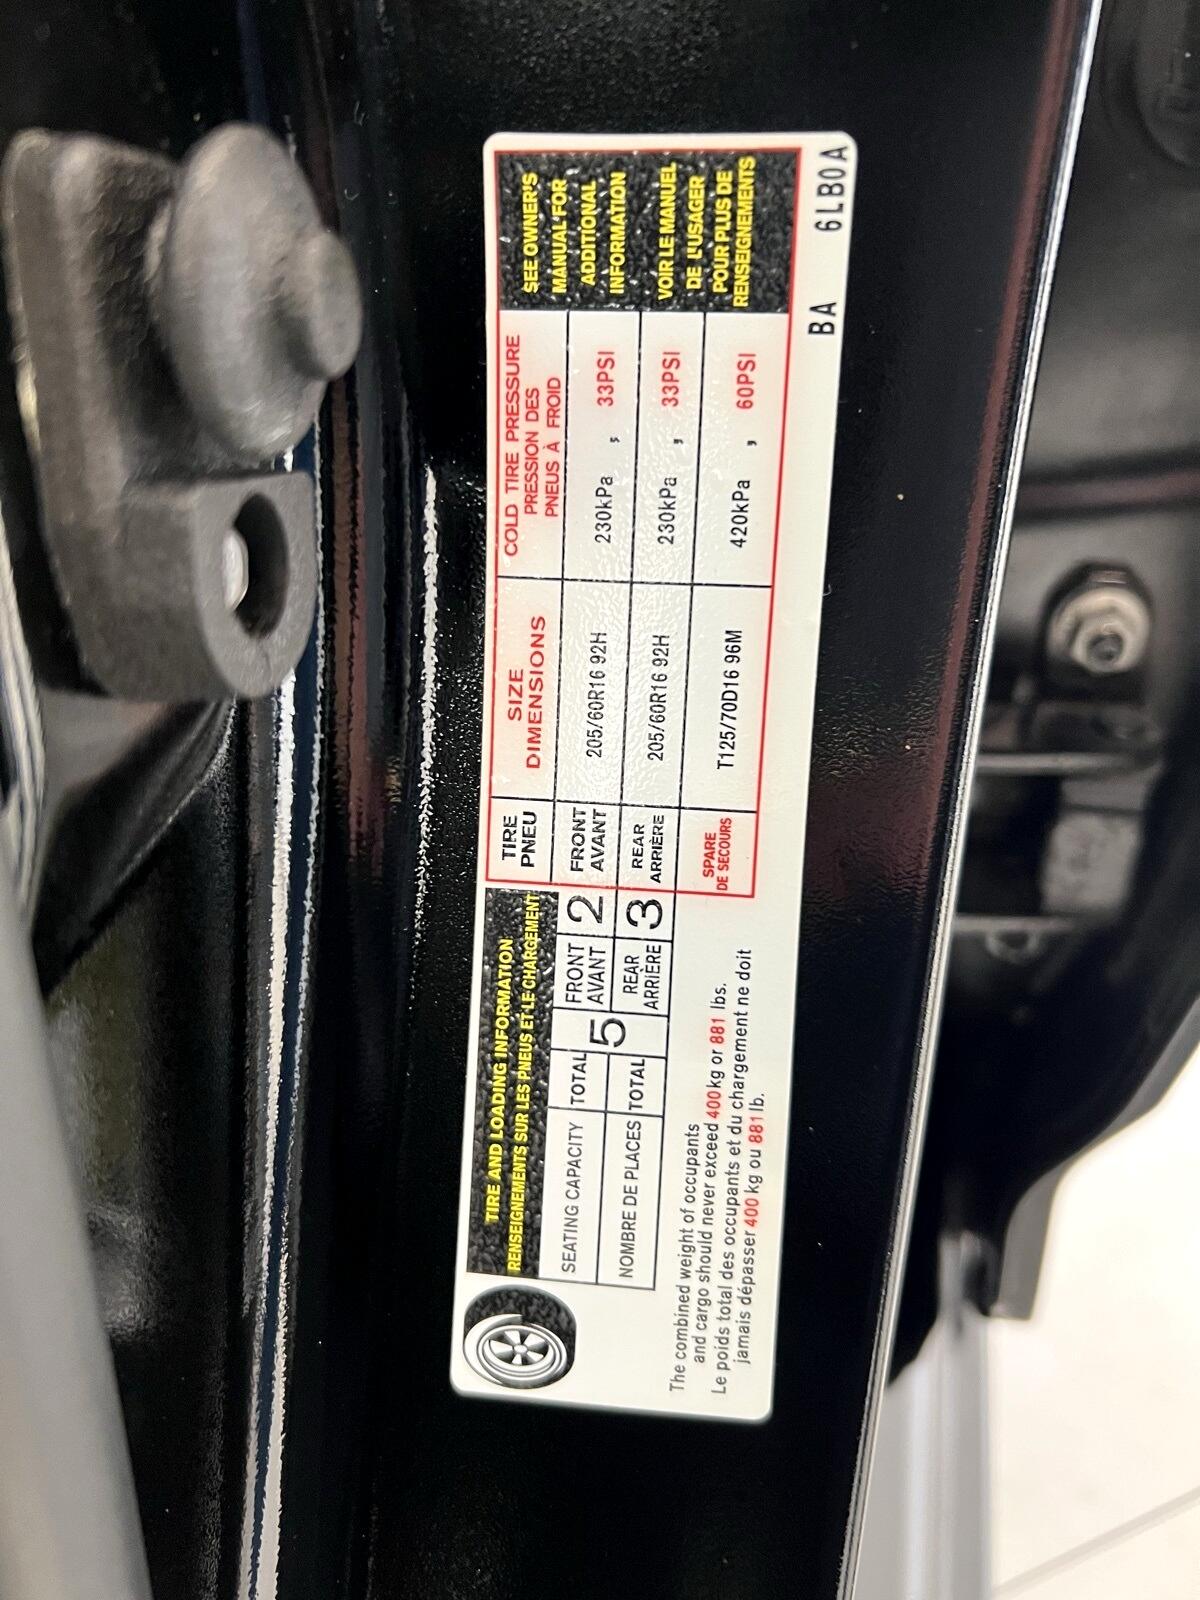 TIRE AND LOADING INFORMATION
RENSEIGNEMENTS SUR LES PNEUS ET LE CHARGEMENT
SEATING CAPACITY TOTAL 5 FRONT AVANT 2
NOMBRE DE PLACES TOTAL REAR ARRIÈRE 3
The combined weight of occupants
and cargo should never exceed 400 kg or 881 lbs.
Le poids total des occupants et du chargement ne doit
jamais dépasser 400 kg ou 881 lb.
TIRE
PNEU
SIZE
DIMENSIONS
COLD TIRE PRESSURE
PRESSION DES
PNEUS À FROID
FRONT
AVANT
205/60R16 92H
230kPa , 33PSI
REAR
ARRIÈRE
205/60R16 92H
230kPa , 33PSI
SPARE
DE SECOURS
T125/70D16 96M
420kPa , 60PSI
SEE OWNER'S
MANUAL FOR
ADDITIONAL
INFORMATION
VOIR LE MANUEL
DE L'USAGER
POUR PLUS DE
RENSEIGNEMENTS
BA 6LB0A